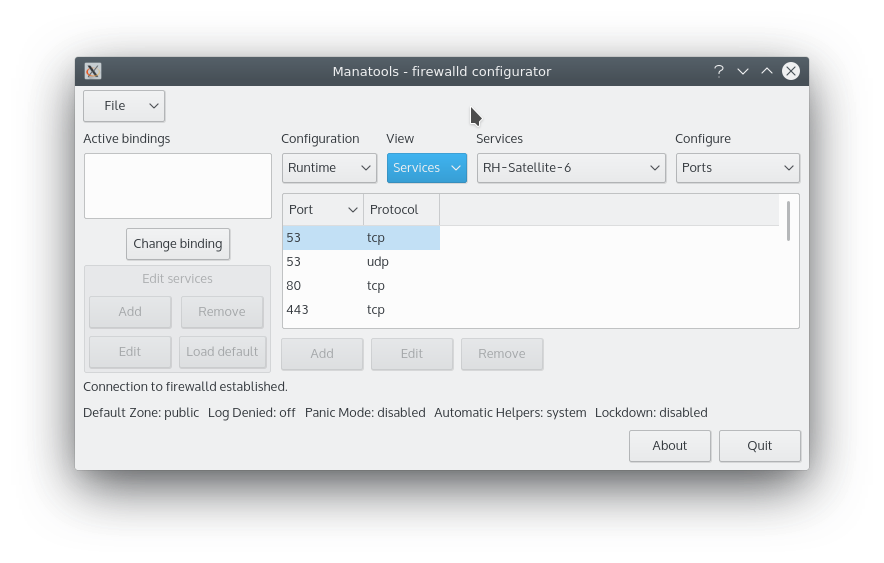 Manatools - firewalld configurator
File
Active bindings
Configuration View Services Configure
Runtime Services RH-Satellite-6 Ports
Port Protocol
53 tcp
53 udp
80 tcp
443 tcp
Change binding
Edit services
Add Remove
Edit Load default
Add Edit Remove
Connection to firewalld established.
Default Zone: public Log Denied: off Panic Mode: disabled Automatic Helpers: system Lockdown: disabled
About Quit